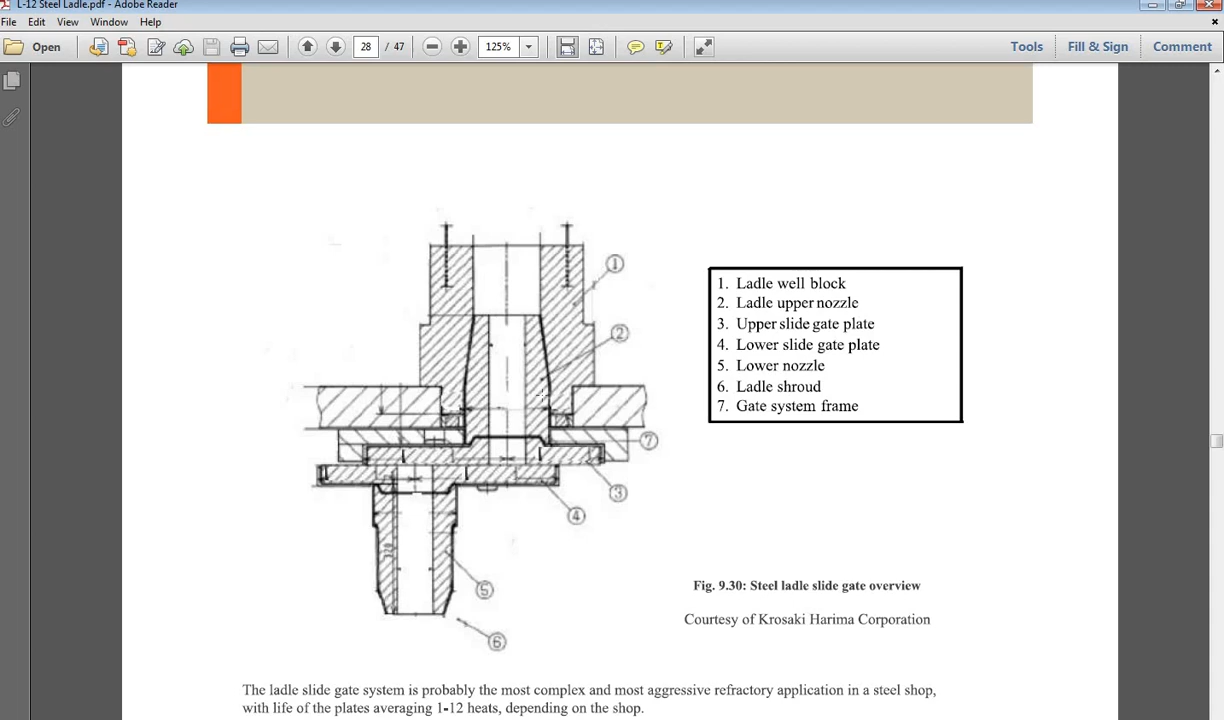 L-12 Steel Ladle.pdf - Adobe Reader
File Edit View Window Help
Open 28 / 47 125% Tools Fill & Sign Comment
1
2
7
3
4
5
6
1. Ladle well block
2. Ladle upper nozzle
3. Upper slide gate plate
4. Lower slide gate plate
5. Lower nozzle
6. Ladle shroud
7. Gate system frame
Fig. 9.30: Steel ladle slide gate overview
Courtesy of Krosaki Harima Corporation
The ladle slide gate system is probably the most complex and most aggressive refractory application in a steel shop,
with life of the plates averaging 1-12 heats, depending on the shop.